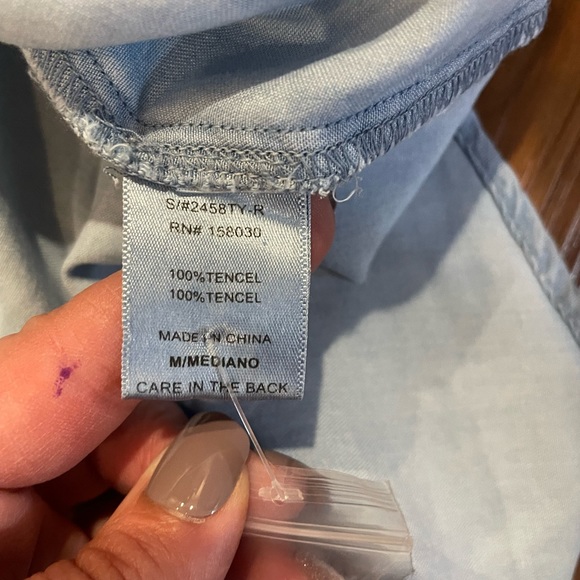 S/#2458TY-R
RN# 158030
100%TENCEL
100%TENCEL
MADE IN CHINA
M/MEDIANO
CARE IN THE BACK